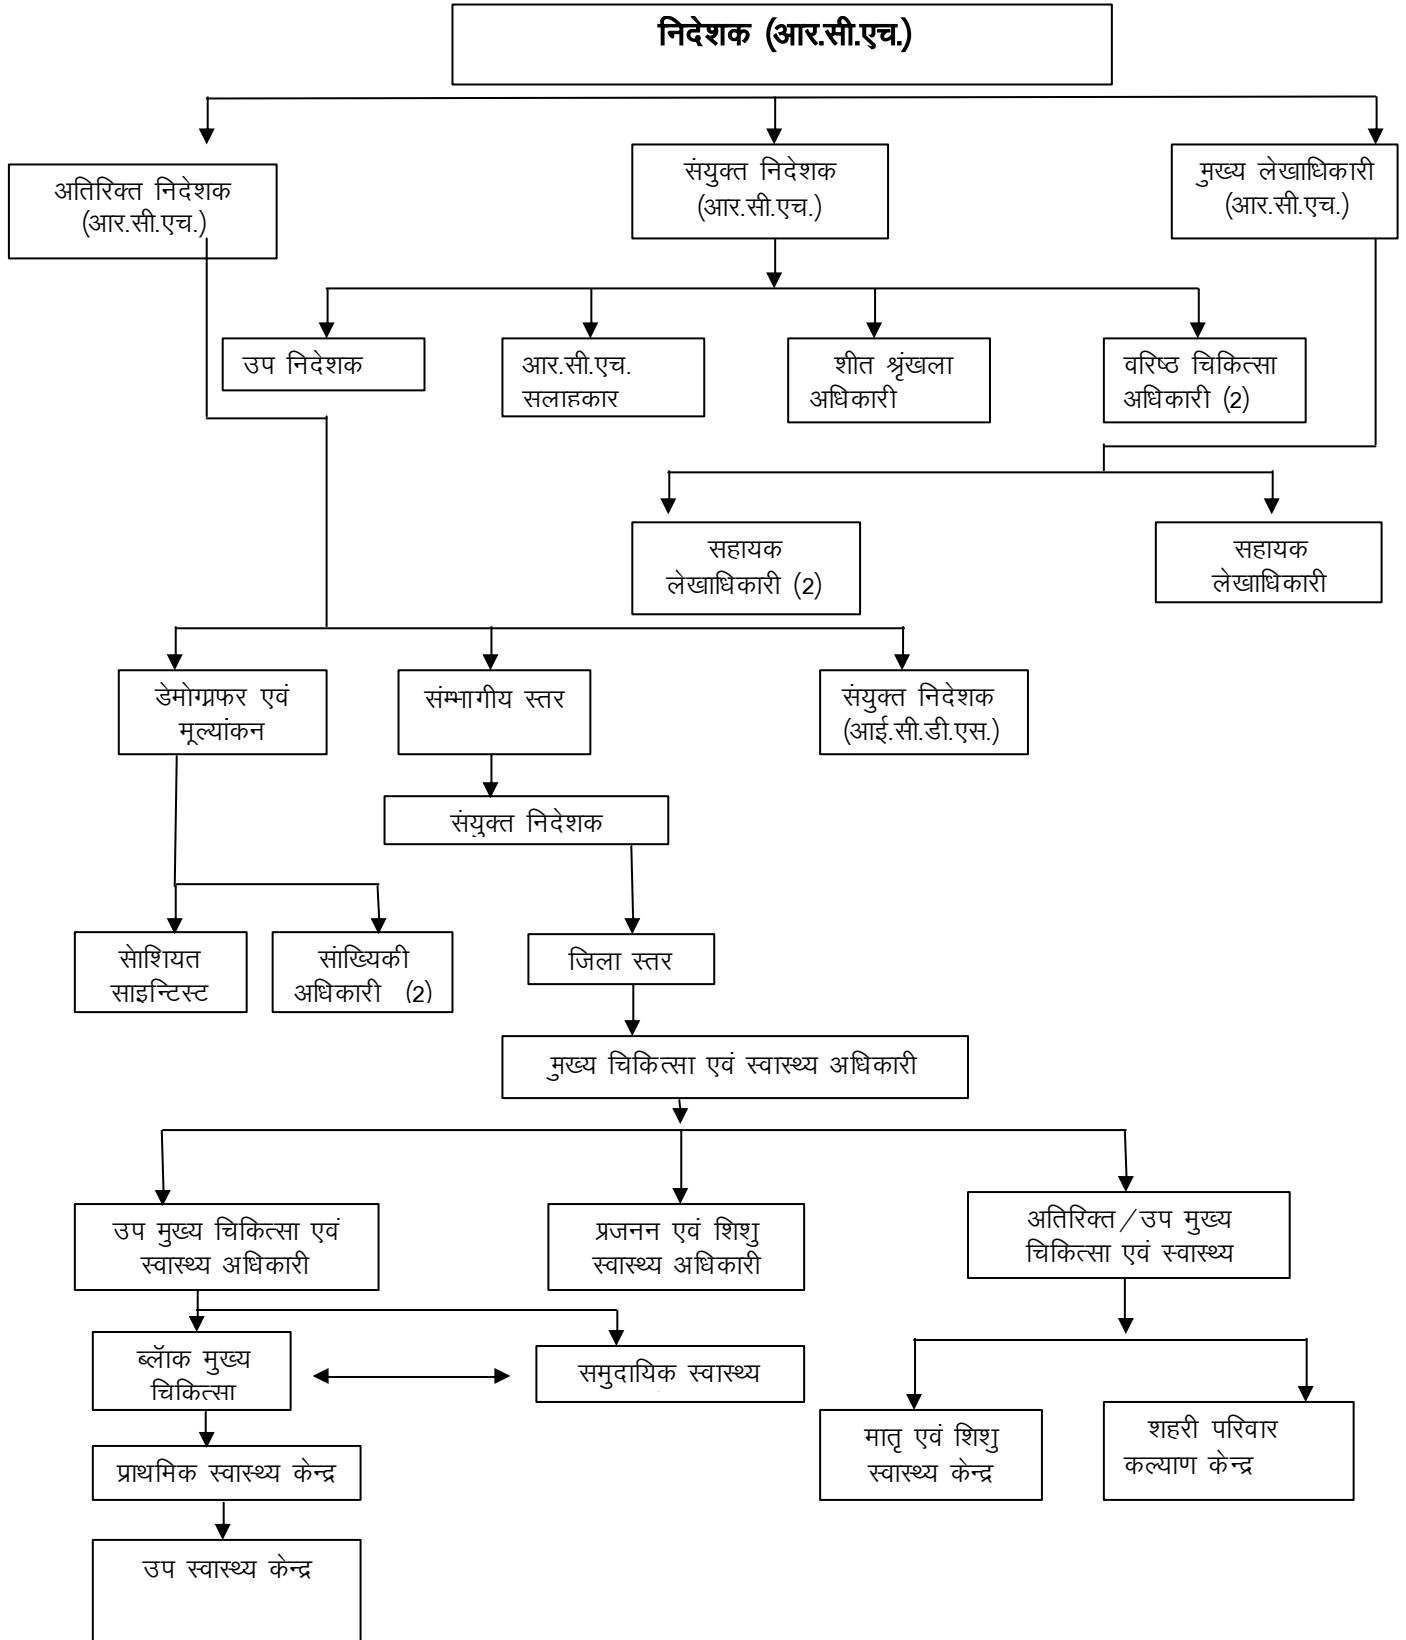 निदेशक (आर.सी.एच.)
अतिरिक्त निदेशक
(आर.सी.एच.)
संयुक्त निदेशक
(आर.सी.एच.)
मुख्य लेखाधिकारी
(आर.सी.एच.)
उप निदेशक
आर.सी.एच.
सलाहकार
शीत श्रृंखला
अधिकारी
वरिष्ठ चिकित्सा
अधिकारी (2)
सहायक
लेखाधिकारी (2)
सहायक
लेखाधिकारी
डेमोग्रफर एवं
मूल्यांकन
संम्भागीय स्तर
संयुक्त निदेशक
(आई.सी.डी.एस.)
संयुक्त निदेशक
सेाशियत
साइन्टिस्ट
सांख्यिकी
अधिकारी (2)
जिला स्तर
मुख्य चिकित्सा एवं स्वास्थ्य अधिकारी
उप मुख्य चिकित्सा एवं
स्वास्थ्य अधिकारी
प्रजनन एवं शिशु
स्वास्थ्य अधिकारी
अतिरिक्त/उप मुख्य
चिकित्सा एवं स्वास्थ्य
ब्लॅाक मुख्य
चिकित्सा
समुदायिक स्वास्थ्य
प्राथमिक स्वास्थ्य केन्द्र
मातृ एवं शिशु
स्वास्थ्य केन्द्र
शहरी परिवार
कल्याण केन्द्र
उप स्वास्थ्य केन्द्र